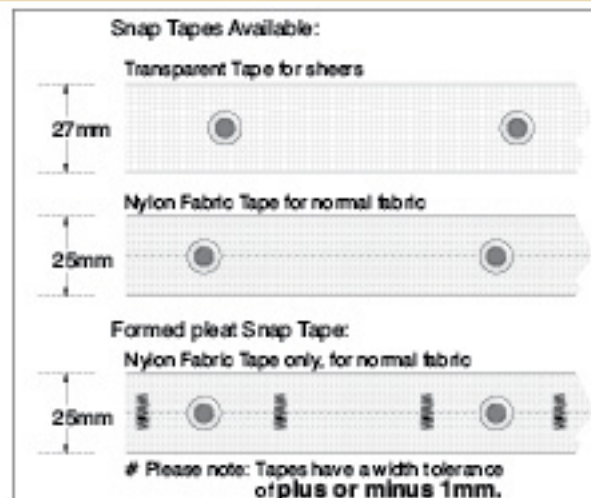 Snap Tapes Available:
Transparent Tape for sheers
27mm
Nylon Fabric Tape for normal fabric
25mm
Formed pleat Snap Tape:
Nylon Fabric Tape only, for normal fabric
25mm
# Please note: Tapes have a width tolerance
of plus or minus 1mm.